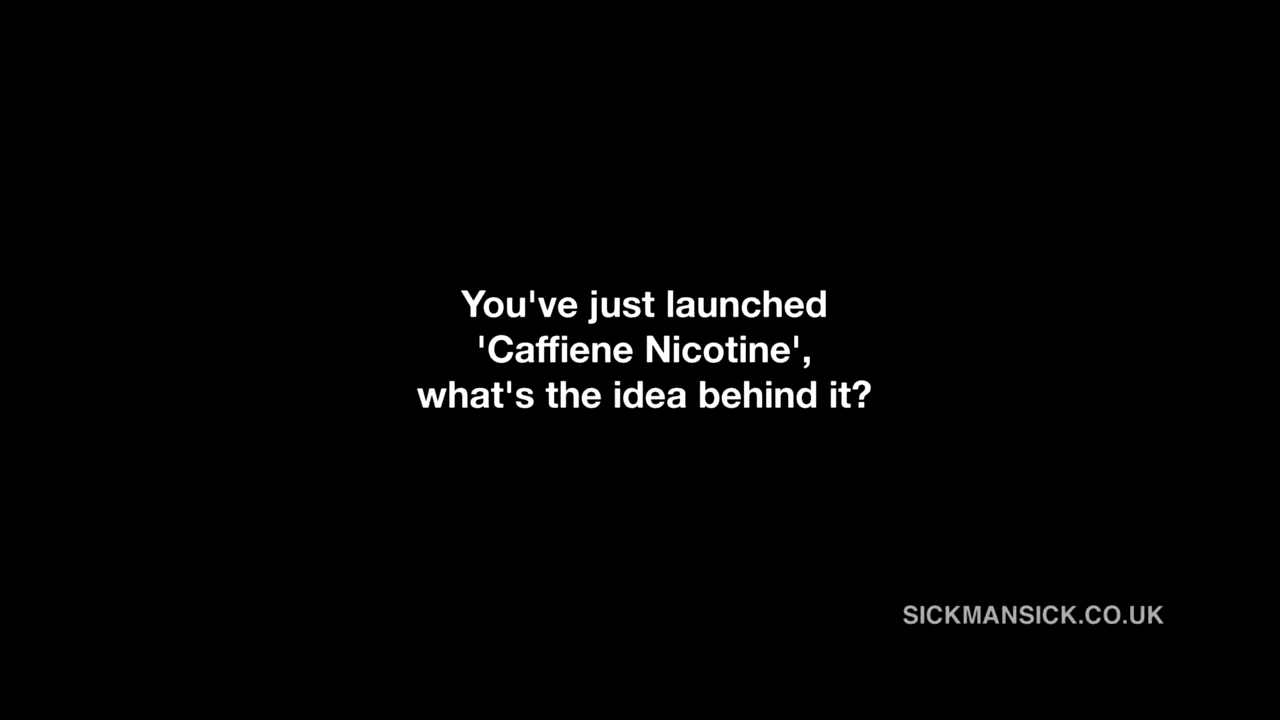 You've just launched
'Caffiene Nicotine',
what's the idea behind it?
SICKMANSICK.CO.UK